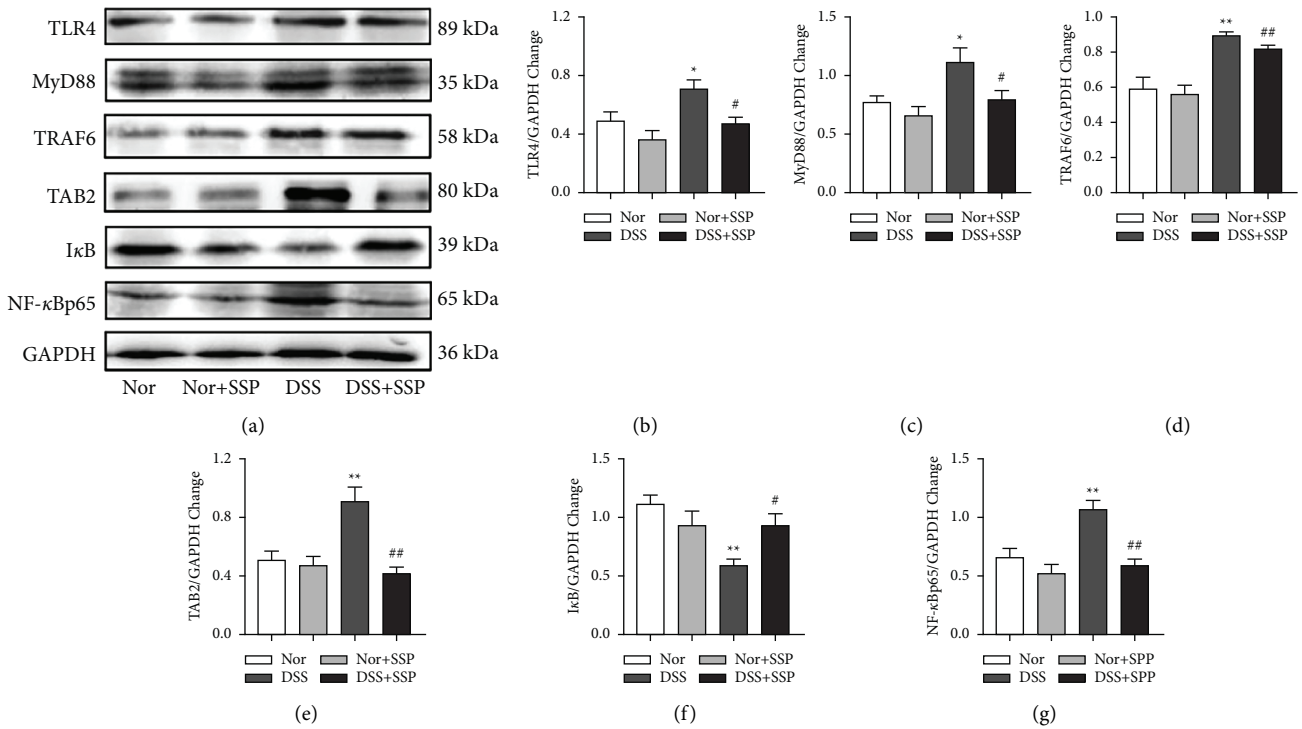 TLR4
89 kDa
MyD88
35 kDa
TRAF6
58 kDa
TAB2
80 kDa
IκB
39 kDa
NF-κBp65
65 kDa
GAPDH
36 kDa
Nor Nor+SSP DSS DSS+SSP
(a)
TLR4/GAPDH Change
1.2
0.8
0.4
0.0
*
#
Nor Nor+SSP
DSS DSS+SSP
(b)
MyD88/GAPDH Change
1.5
1.0
0.5
0.0
*
#
Nor Nor+SSP
DSS DSS+SSP
(c)
TRAF6/GAPDH Change
1.0
0.8
0.6
0.4
0.2
0.0
**
##
Nor Nor+SSP
DSS DSS+SSP
(d)
TAB2/GAPDH Change
1.2
0.8
0.4
0.0
**
##
Nor Nor+SSP
DSS DSS+SSP
(e)
IκB/GAPDH Change
1.5
1.0
0.5
0.0
**
#
Nor Nor+SSP
DSS DSS+SSP
(f)
NF-κBp65/GAPDH Change
1.5
1.0
0.5
0.0
**
##
Nor Nor+SPP
DSS DSS+SPP
(g)